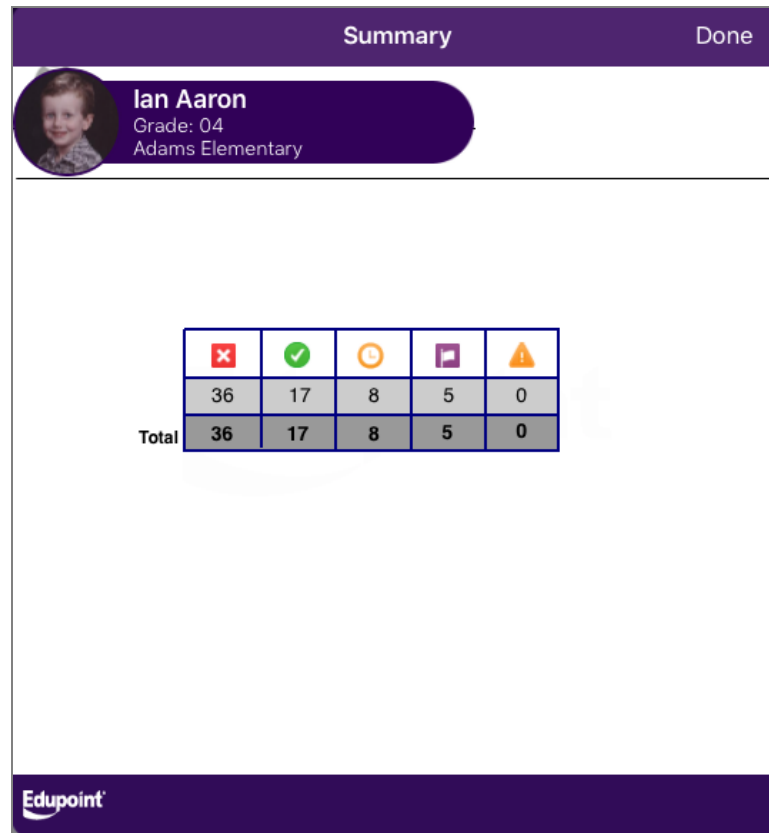 Summary Done
Ian Aaron
Grade: 04
Adams Elementary
36 17 8 5 0
Total 36 17 8 5 0
Edupoint